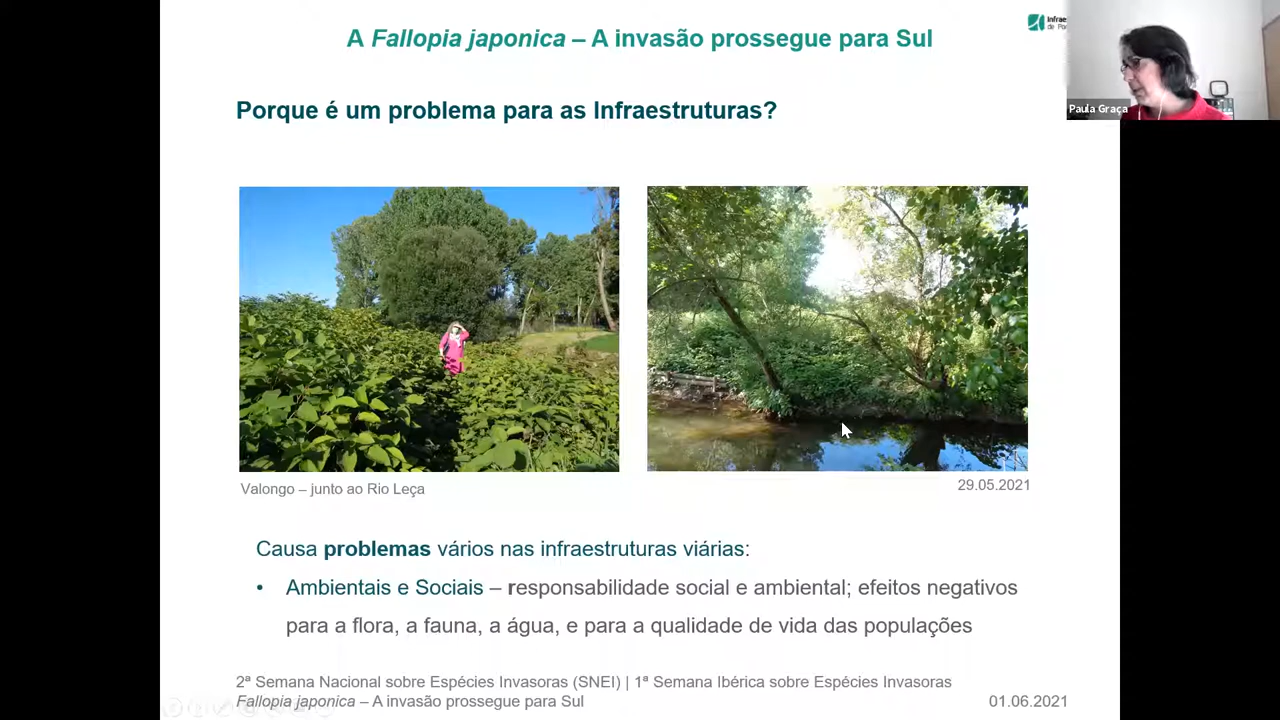 A Fallopia japonica – A invasão prossegue para Sul
Paula Graça
Porque é um problema para as Infraestruturas?
Valongo – junto ao Rio Leça
29.05.2021
Causa problemas vários nas infraestruturas viárias:
• Ambientais e Sociais – responsabilidade social e ambiental; efeitos negativos
para a flora, a fauna, a água, e para a qualidade de vida das populações
2ª Semana Nacional sobre Espécies Invasoras (SNEI) | 1ª Semana Ibérica sobre Espécies Invasoras
Fallopia japonica – A invasão prossegue para Sul
01.06.2021